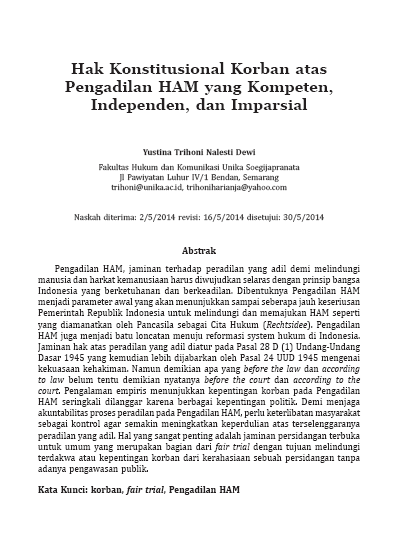 Hak Konstitusional Korban atas
Pengadilan HAM yang Kompeten,
Independen, dan Imparsial
Yustina Trihoni Nalesti Dewi
Fakultas Hukum dan Komunikasi Unika Soegijapranata
Jl Pawiyatan Luhur IV/1 Bendan, Semarang
trihoni@unika.ac.id, trihoniharianja@yahoo.com
Naskah diterima: 2/5/2014 revisi: 16/5/2014 disetujui: 30/5/2014
Abstrak
Pengadilan HAM, jaminan terhadap peradilan yang adil demi melindungi
manusia dan harkat kemanusiaan harus diwujudkan selaras dengan prinsip bangsa
Indonesia yang berketuhanan dan berkeadilan. Dibentuknya Pengadilan HAM
menjadi parameter awal yang akan menunjukkan sampai seberapa jauh keseriusan
Pemerintah Republik Indonesia untuk melindungi dan memajukan HAM seperti
yang diamanatkan oleh Pancasila sebagai Cita Hukum (Rechtsidee). Pengadilan
HAM juga menjadi batu loncatan menuju reformasi system hukum di Indonesia.
Jaminan hak atas peradilan yang adil diatur pada Pasal 28 D (1) Undang-Undang
Dasar 1945 yang kemudian lebih dijabarkan oleh Pasal 24 UUD 1945 mengenai
kekuasaan kehakiman. Namun demikian apa yang before the law dan according
to law belum tentu demikian nyatanya before the court dan according to the
court. Pengalaman empiris menunjukkan kepentingan korban pada Pengadilan
HAM seringkali dilanggar karena berbagai kepentingan politik. Demi menjaga
akuntabilitas proses peradilan pada Pengadilan HAM, perlu keterlibatan masyarakat
sebagai kontrol agar semakin meningkatkan keperdulian atas terselenggaranya
peradilan yang adil. Hal yang sangat penting adalah jaminan persidangan terbuka
untuk umum yang merupakan bagian dari fair trial dengan tujuan melindungi
terdakwa atau kepentingan korban dari kerahasiaan sebuah persidangan tanpa
adanya pengawasan publik.
Kata Kunci: korban, fair trial, Pengadilan HAM